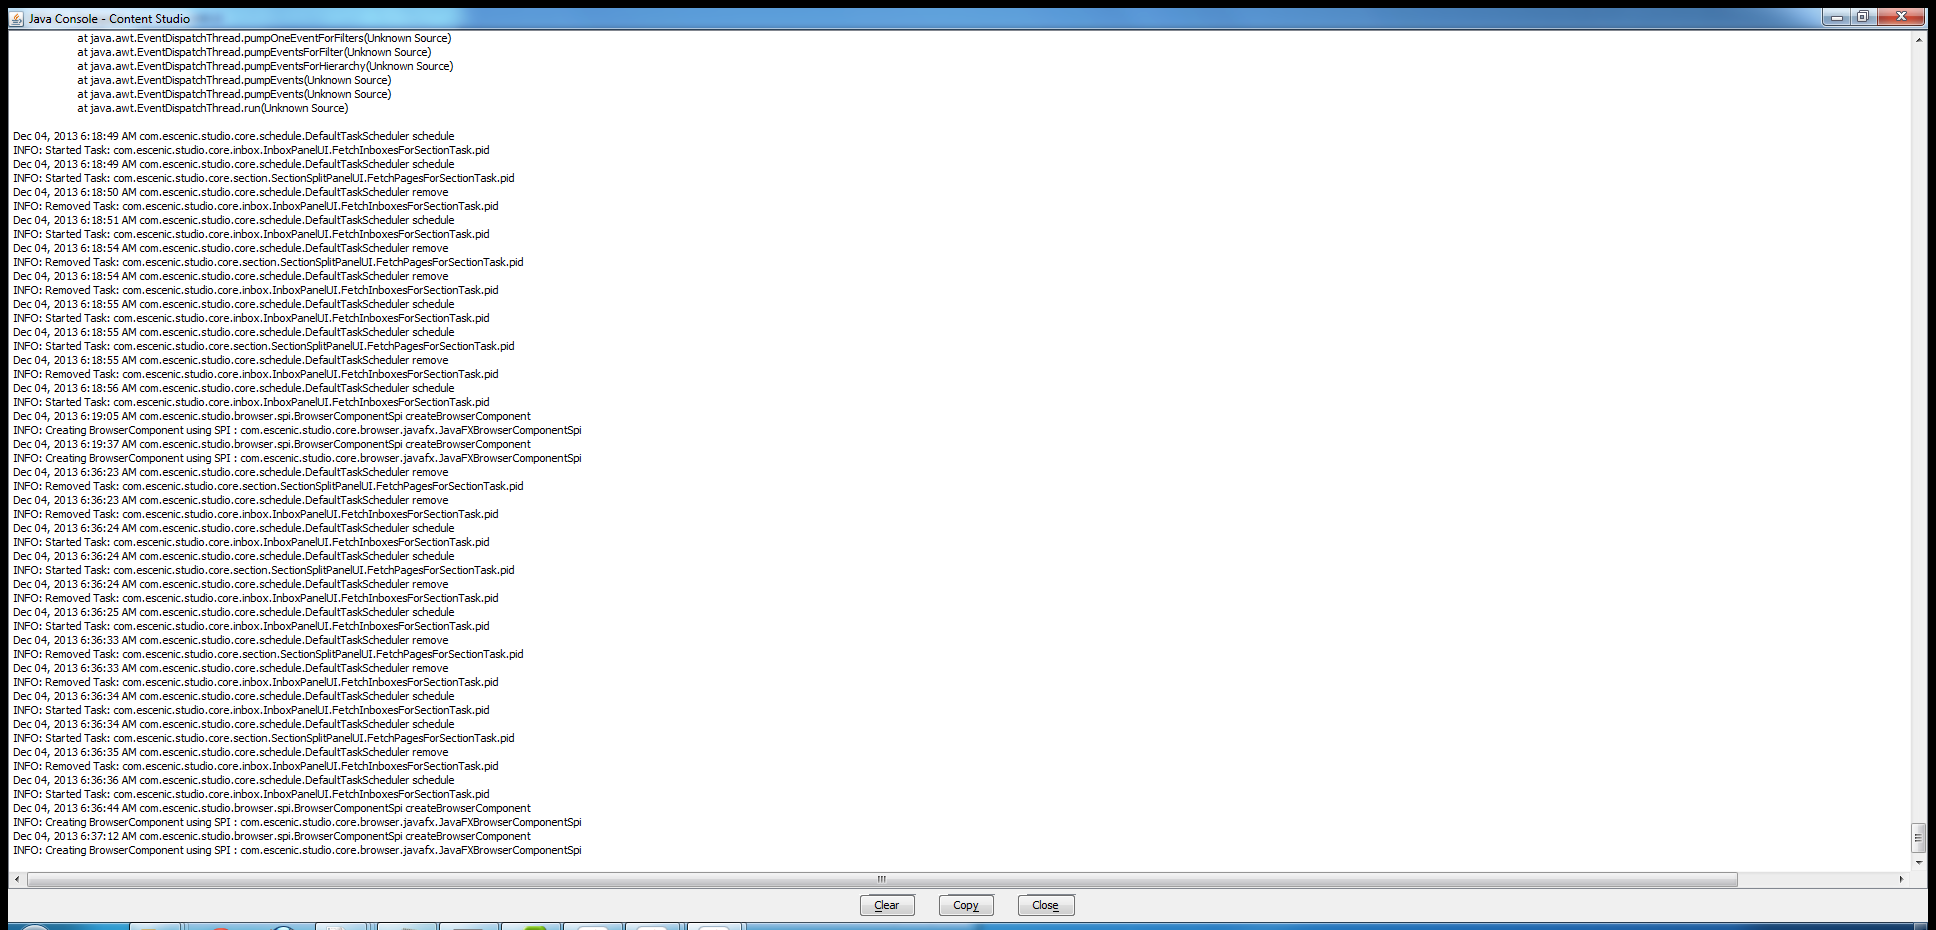 Java Console - Content Studio
at java.awt.EventDispatchThread.pumpOneEventForFilters(Unknown Source)
at java.awt.EventDispatchThread.pumpEventsForFilter(Unknown Source)
at java.awt.EventDispatchThread.pumpEventsForHierarchy(Unknown Source)
at java.awt.EventDispatchThread.pumpEvents(Unknown Source)
at java.awt.EventDispatchThread.pumpEvents(Unknown Source)
at java.awt.EventDispatchThread.run(Unknown Source)
Dec 04, 2013 6:18:49 AM com.escenic.studio.core.schedule.DefaultTaskScheduler schedule
INFO: Started Task: com.escenic.studio.core.inbox.InboxPanelUI.FetchInboxesForSectionTask.pid
Dec 04, 2013 6:18:49 AM com.escenic.studio.core.schedule.DefaultTaskScheduler schedule
INFO: Started Task: com.escenic.studio.core.section.SectionSplitPanelUI.FetchPagesForSectionTask.pid
Dec 04, 2013 6:18:50 AM com.escenic.studio.core.schedule.DefaultTaskScheduler remove
INFO: Removed Task: com.escenic.studio.core.inbox.InboxPanelUI.FetchInboxesForSectionTask.pid
Dec 04, 2013 6:18:51 AM com.escenic.studio.core.schedule.DefaultTaskScheduler schedule
INFO: Started Task: com.escenic.studio.core.inbox.InboxPanelUI.FetchInboxesForSectionTask.pid
Dec 04, 2013 6:18:54 AM com.escenic.studio.core.schedule.DefaultTaskScheduler remove
INFO: Removed Task: com.escenic.studio.core.section.SectionSplitPanelUI.FetchPagesForSectionTask.pid
Dec 04, 2013 6:18:54 AM com.escenic.studio.core.schedule.DefaultTaskScheduler remove
INFO: Removed Task: com.escenic.studio.core.inbox.InboxPanelUI.FetchInboxesForSectionTask.pid
Dec 04, 2013 6:18:55 AM com.escenic.studio.core.schedule.DefaultTaskScheduler schedule
INFO: Started Task: com.escenic.studio.core.inbox.InboxPanelUI.FetchInboxesForSectionTask.pid
Dec 04, 2013 6:18:55 AM com.escenic.studio.core.schedule.DefaultTaskScheduler schedule
INFO: Started Task: com.escenic.studio.core.section.SectionSplitPanelUI.FetchPagesForSectionTask.pid
Dec 04, 2013 6:18:55 AM com.escenic.studio.core.schedule.DefaultTaskScheduler remove
INFO: Removed Task: com.escenic.studio.core.inbox.InboxPanelUI.FetchInboxesForSectionTask.pid
Dec 04, 2013 6:18:56 AM com.escenic.studio.core.schedule.DefaultTaskScheduler schedule
INFO: Started Task: com.escenic.studio.core.inbox.InboxPanelUI.FetchInboxesForSectionTask.pid
Dec 04, 2013 6:19:05 AM com.escenic.studio.browser.spi.BrowserComponentSpi createBrowserComponent
INFO: Creating BrowserComponent using SPI : com.escenic.studio.core.browser.javafx.JavaFXBrowserComponentSpi
Dec 04, 2013 6:19:37 AM com.escenic.studio.browser.spi.BrowserComponentSpi createBrowserComponent
INFO: Creating BrowserComponent using SPI : com.escenic.studio.core.browser.javafx.JavaFXBrowserComponentSpi
Dec 04, 2013 6:36:23 AM com.escenic.studio.core.schedule.DefaultTaskScheduler remove
INFO: Removed Task: com.escenic.studio.core.section.SectionSplitPanelUI.FetchPagesForSectionTask.pid
Dec 04, 2013 6:36:23 AM com.escenic.studio.core.schedule.DefaultTaskScheduler remove
INFO: Removed Task: com.escenic.studio.core.inbox.InboxPanelUI.FetchInboxesForSectionTask.pid
Dec 04, 2013 6:36:24 AM com.escenic.studio.core.schedule.DefaultTaskScheduler schedule
INFO: Started Task: com.escenic.studio.core.inbox.InboxPanelUI.FetchInboxesForSectionTask.pid
Dec 04, 2013 6:36:24 AM com.escenic.studio.core.schedule.DefaultTaskScheduler schedule
INFO: Started Task: com.escenic.studio.core.section.SectionSplitPanelUI.FetchPagesForSectionTask.pid
Dec 04, 2013 6:36:24 AM com.escenic.studio.core.schedule.DefaultTaskScheduler remove
INFO: Removed Task: com.escenic.studio.core.inbox.InboxPanelUI.FetchInboxesForSectionTask.pid
Dec 04, 2013 6:36:25 AM com.escenic.studio.core.schedule.DefaultTaskScheduler schedule
INFO: Started Task: com.escenic.studio.core.inbox.InboxPanelUI.FetchInboxesForSectionTask.pid
Dec 04, 2013 6:36:33 AM com.escenic.studio.core.schedule.DefaultTaskScheduler remove
INFO: Removed Task: com.escenic.studio.core.section.SectionSplitPanelUI.FetchPagesForSectionTask.pid
Dec 04, 2013 6:36:33 AM com.escenic.studio.core.schedule.DefaultTaskScheduler remove
INFO: Removed Task: com.escenic.studio.core.inbox.InboxPanelUI.FetchInboxesForSectionTask.pid
Dec 04, 2013 6:36:34 AM com.escenic.studio.core.schedule.DefaultTaskScheduler schedule
INFO: Started Task: com.escenic.studio.core.inbox.InboxPanelUI.FetchInboxesForSectionTask.pid
Dec 04, 2013 6:36:34 AM com.escenic.studio.core.schedule.DefaultTaskScheduler schedule
INFO: Started Task: com.escenic.studio.core.section.SectionSplitPanelUI.FetchPagesForSectionTask.pid
Dec 04, 2013 6:36:35 AM com.escenic.studio.core.schedule.DefaultTaskScheduler remove
INFO: Removed Task: com.escenic.studio.core.inbox.InboxPanelUI.FetchInboxesForSectionTask.pid
Dec 04, 2013 6:36:36 AM com.escenic.studio.core.schedule.DefaultTaskScheduler schedule
INFO: Started Task: com.escenic.studio.core.inbox.InboxPanelUI.FetchInboxesForSectionTask.pid
Dec 04, 2013 6:36:44 AM com.escenic.studio.browser.spi.BrowserComponentSpi createBrowserComponent
INFO: Creating BrowserComponent using SPI : com.escenic.studio.core.browser.javafx.JavaFXBrowserComponentSpi
Dec 04, 2013 6:37:12 AM com.escenic.studio.browser.spi.BrowserComponentSpi createBrowserComponent
INFO: Creating BrowserComponent using SPI : com.escenic.studio.core.browser.javafx.JavaFXBrowserComponentSpi
Clear Copy Close